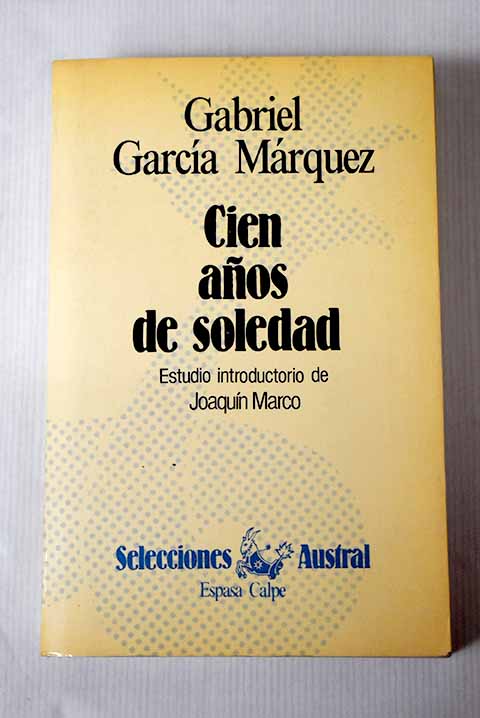 Gabriel
García Márquez
Cien
años
de soledad
Estudio introductorio de
Joaquín Marco
Selecciones Austral
Espasa Calpe